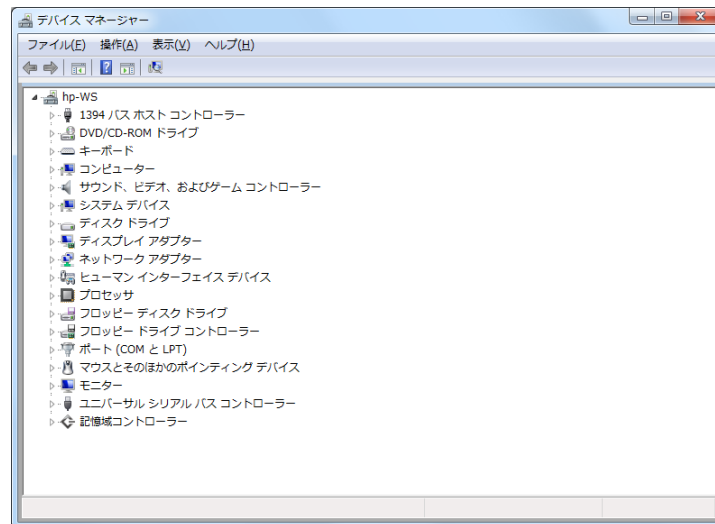 デバイス マネージャー
ファイル(F) 操作(A) 表示(V) ヘルプ(H)
hp-WS
1394 バス ホスト コントローラー
DVD/CD-ROM ドライブ
キーボード
コンピューター
サウンド、ビデオ、およびゲーム コントローラー
システム デバイス
ディスク ドライブ
ディスプレイ アダプター
ネットワーク アダプター
ヒューマン インターフェイス デバイス
プロセッサ
フロッピー ディスク ドライブ
フロッピー ドライブ コントローラー
ポート (COM と LPT)
マウスとそのほかのポインティング デバイス
モニター
ユニバーサル シリアル バス コントローラー
記憶域コントローラー